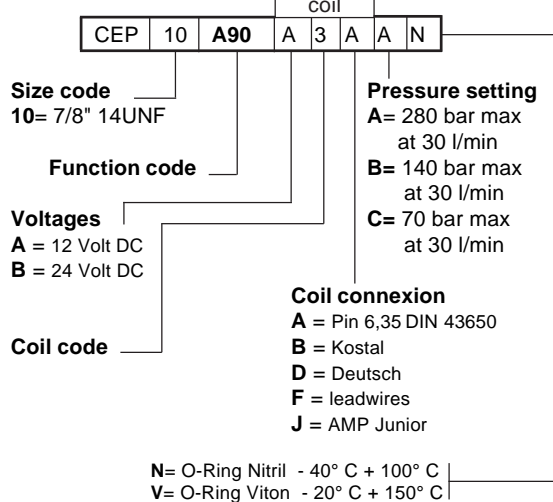 coil
CEP 10 A90 A 3 A A N
Size code
10= 7/8" 14UNF
Function code
Voltages
A = 12 Volt DC
B = 24 Volt DC
Coil code
Pressure setting
A= 280 bar max
at 30 l/min
B= 140 bar max
at 30 l/min
C= 70 bar max
at 30 l/min
Coil connexion
A = Pin 6,35 DIN 43650
B = Kostal
D = Deutsch
F = leadwires
J = AMP Junior
N= O-Ring Nitril - 40° C + 100° C
V= O-Ring Viton - 20° C + 150° C